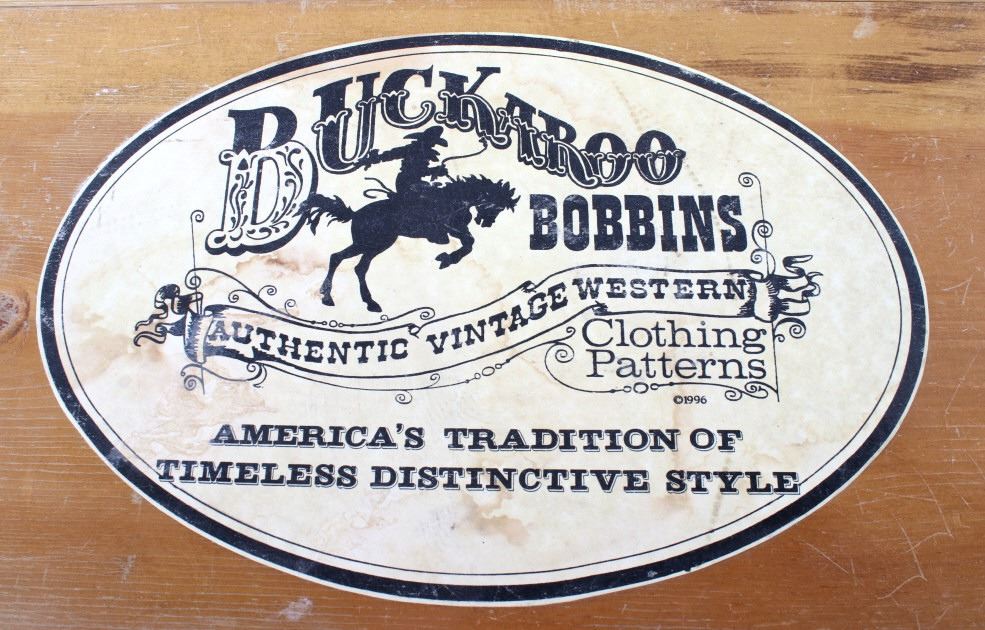 BUCKAROO
BOBBINS
AUTHENTIC VINTAGE WESTERN
Clothing
Patterns
©1996
AMERICA'S TRADITION OF
TIMELESS DISTINCTIVE STYLE